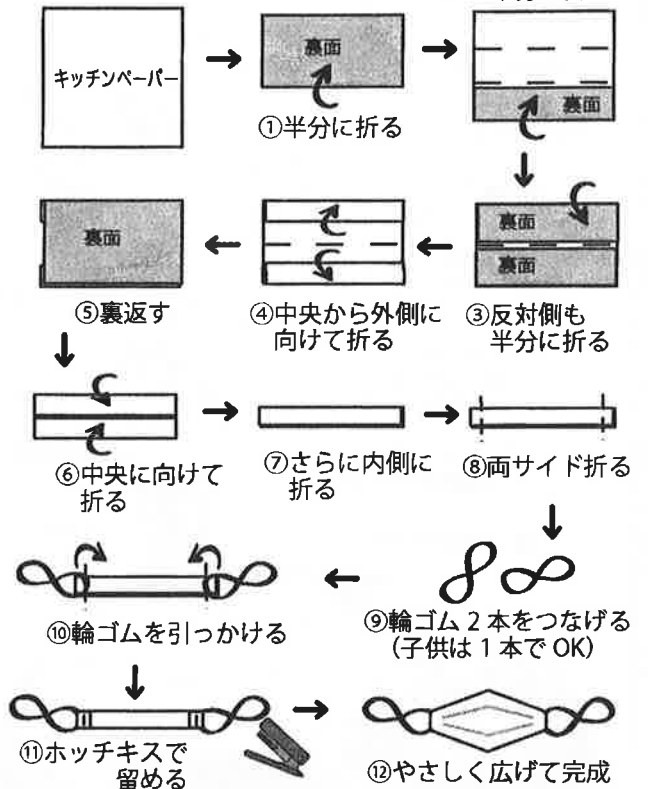 キッチンペーパー
裏面
①半分に折る
裏面
裏面
裏面
③反対側も
半分に折る
④中央から外側に
向けて折る
裏面
⑤裏返す
⑥中央に向けて
折る
⑦さらに内側に
折る
⑧両サイド折る
⑨輪ゴム2本をつなげる
(子供は1本でOK)
⑩輪ゴムを引っかける
⑪ホッチキスで
留める
⑫やさしく広げて完成